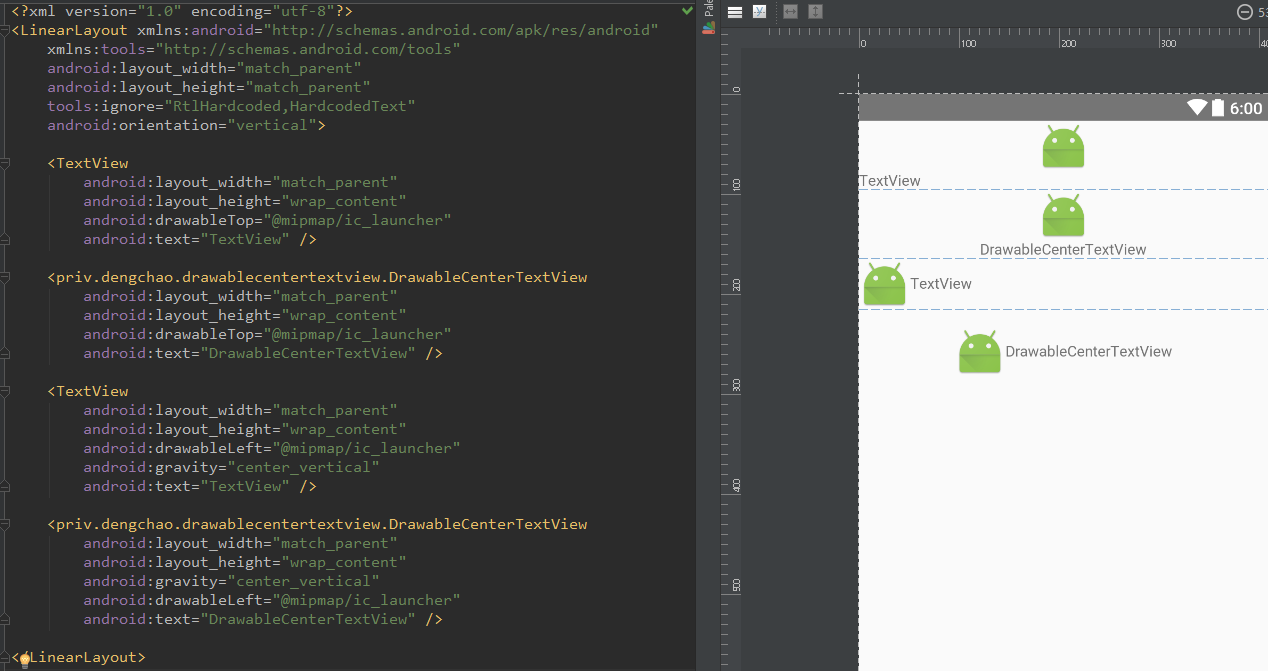 <?xml version="1.0" encoding="utf-8"?>
<LinearLayout xmlns:android="http://schemas.android.com/apk/res/android"
xmlns:tools="http://schemas.android.com/tools"
android:layout_width="match_parent"
android:layout_height="match_parent"
tools:ignore="RtlHardcoded,HardcodedText"
android:orientation="vertical">
<TextView
android:layout_width="match_parent"
android:layout_height="wrap_content"
android:drawableTop="@mipmap/ic_launcher"
android:text="TextView" />
<priv.dengchao.drawablecentertextview.DrawableCenterTextView
android:layout_width="match_parent"
android:layout_height="wrap_content"
android:drawableTop="@mipmap/ic_launcher"
android:text="DrawableCenterTextView" />
<TextView
android:layout_width="match_parent"
android:layout_height="wrap_content"
android:drawableLeft="@mipmap/ic_launcher"
android:gravity="center_vertical"
android:text="TextView" />
<priv.dengchao.drawablecentertextview.DrawableCenterTextView
android:layout_width="match_parent"
android:layout_height="wrap_content"
android:gravity="center_vertical"
android:drawableLeft="@mipmap/ic_launcher"
android:text="DrawableCenterTextView" />
<LinearLayout>
Pale
53
0 100 200 300 40
0
100
200
300
400
500
6:00
TextView
DrawableCenterTextView
TextView
DrawableCenterTextView